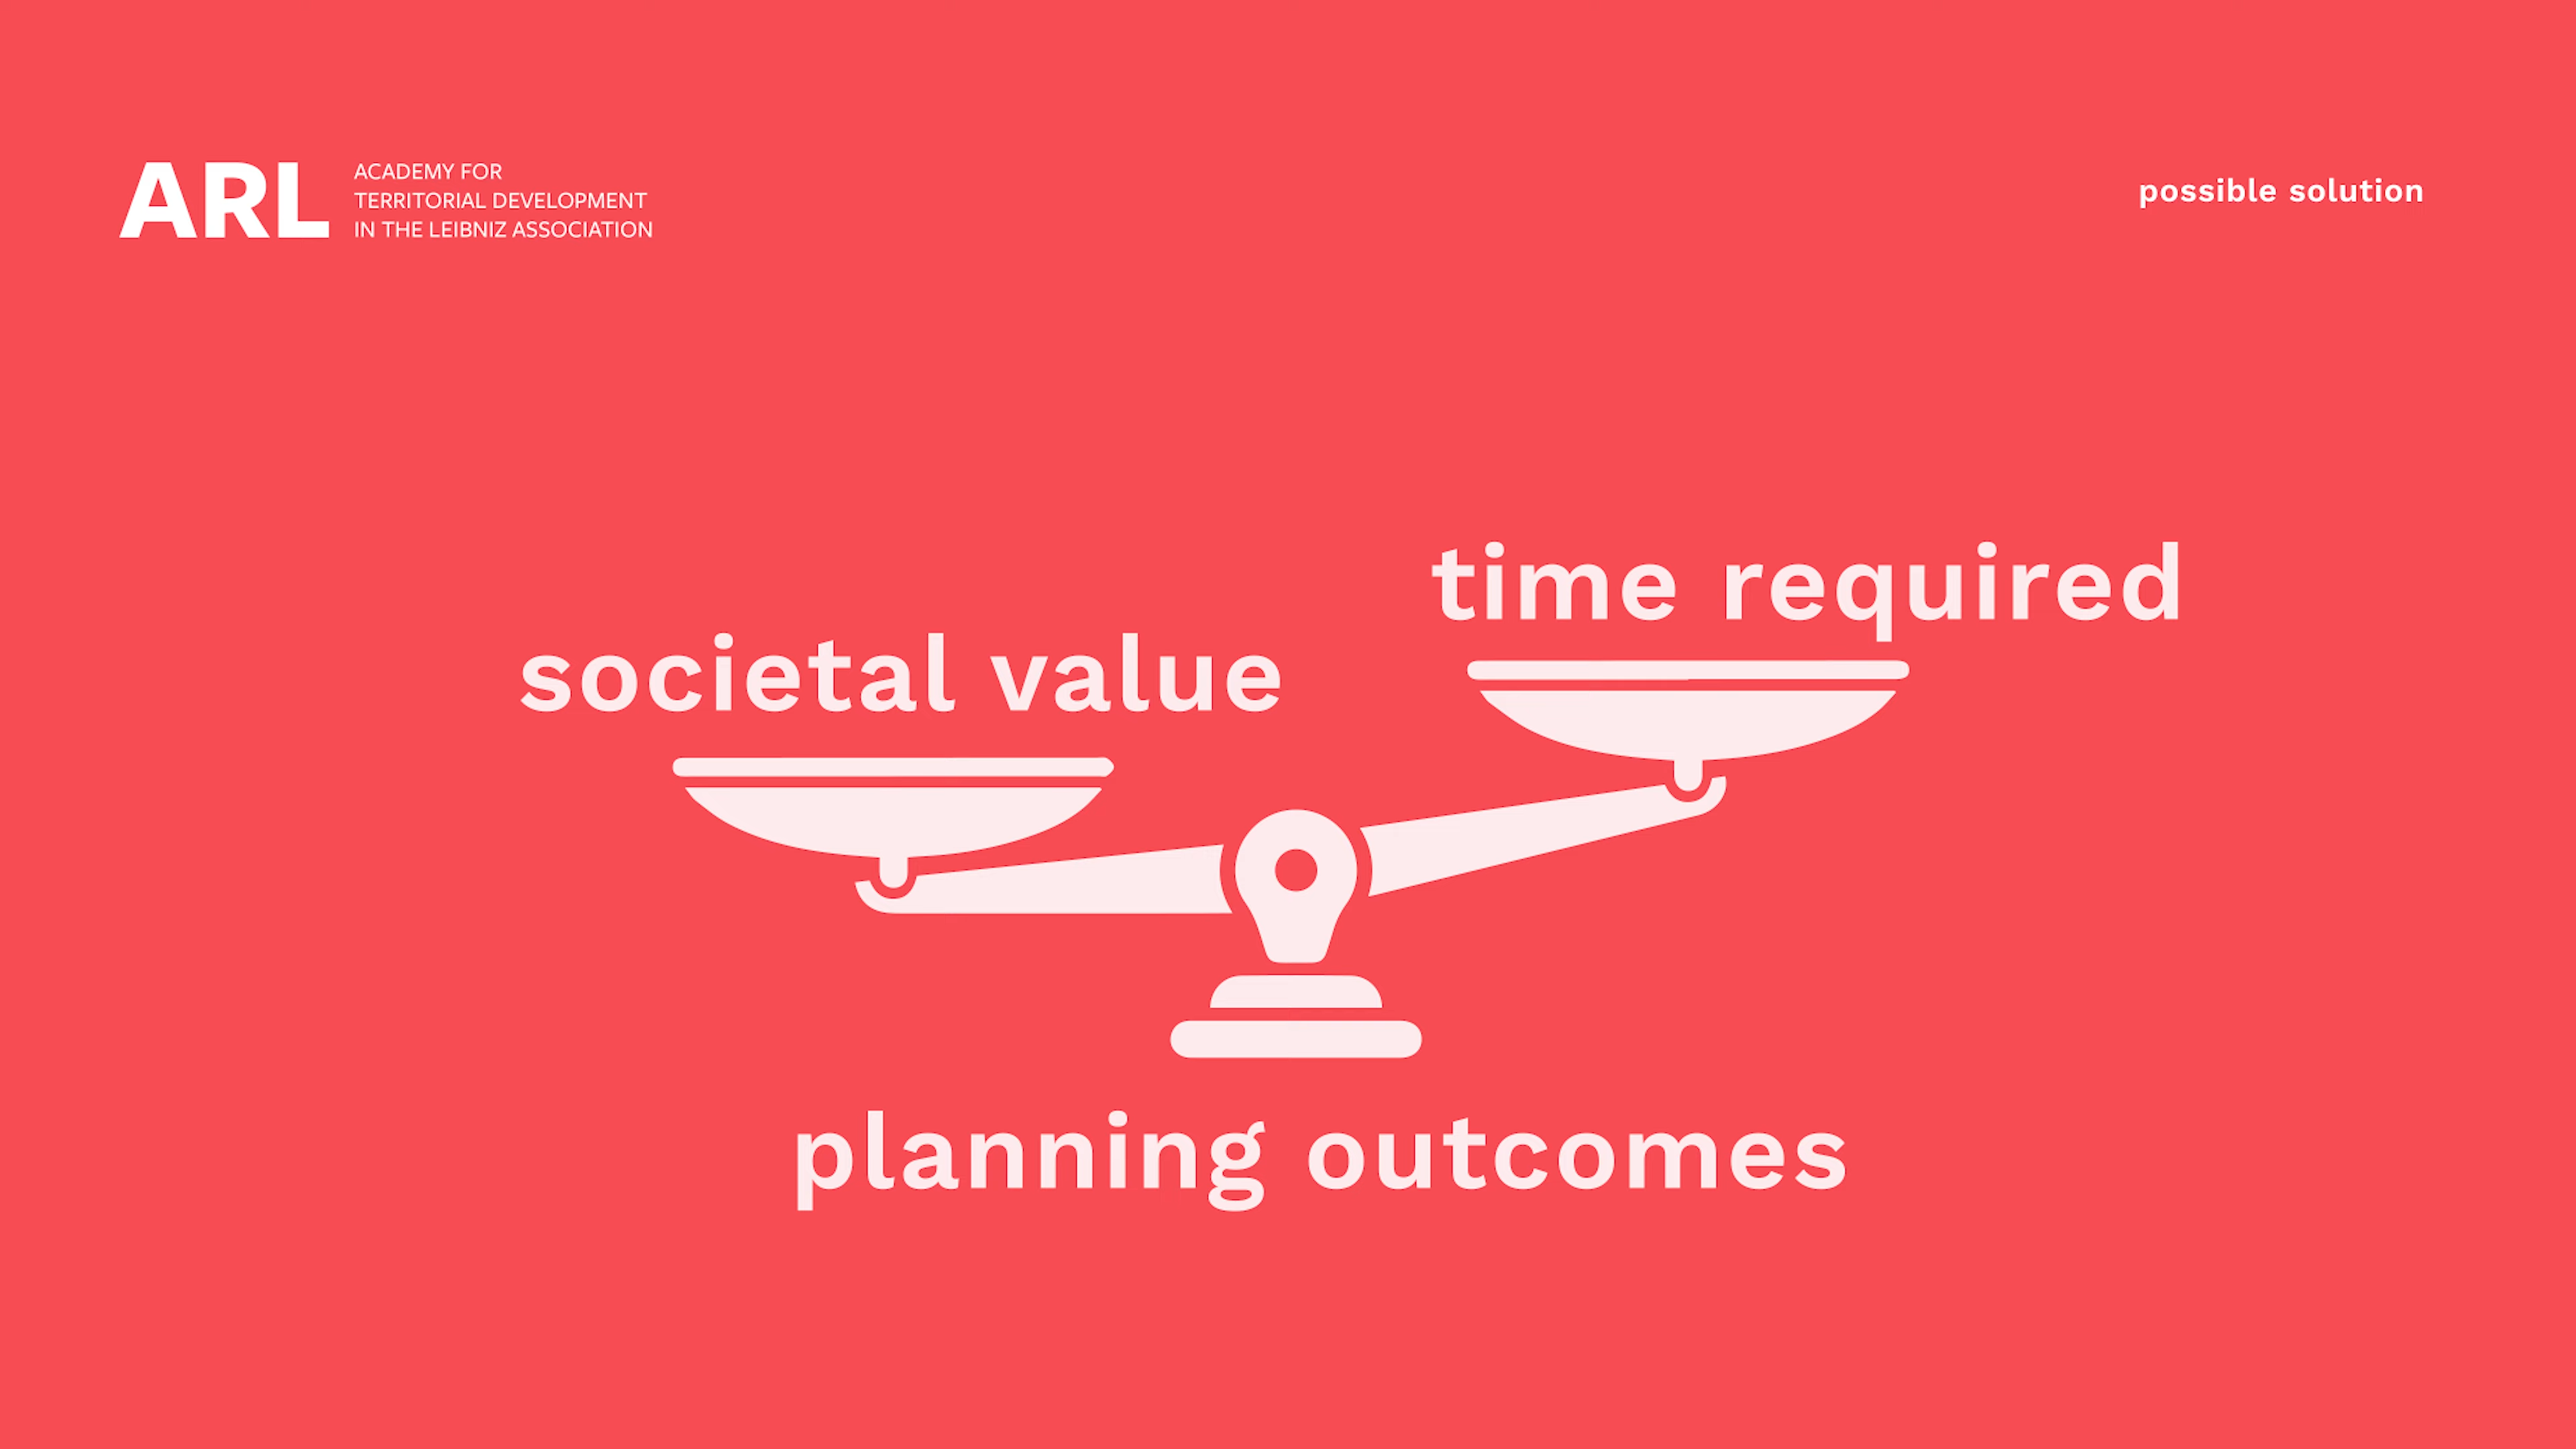 ARL
ACADEMY FOR
TERRITORIAL DEVELOPMENT
IN THE LEIBNIZ ASSOCIATION
possible solution
time required
societal value
planning outcomes